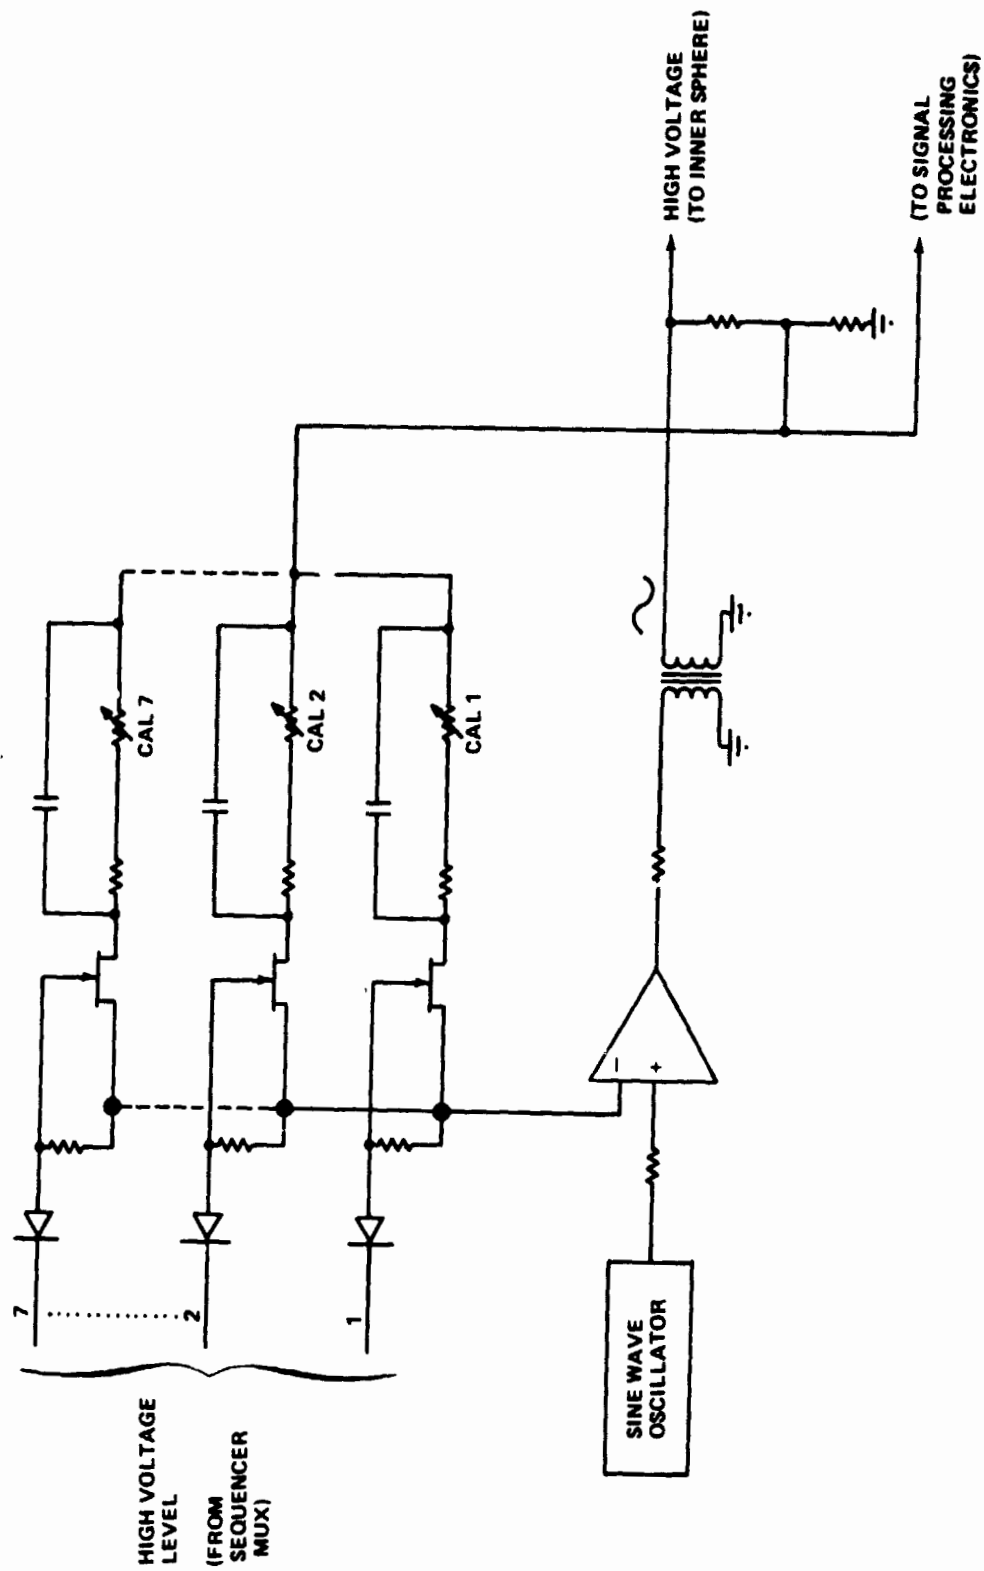 HIGH VOLTAGE
LEVEL
(FROM
SEQUENCER
MUX)
7
2
1
CAL 7
CAL 2
CAL 1
SINE WAVE
OSCILLATOR
−
+
HIGH VOLTAGE
(TO INNER SPHERE)
(TO SIGNAL
PROCESSING
ELECTRONICS)